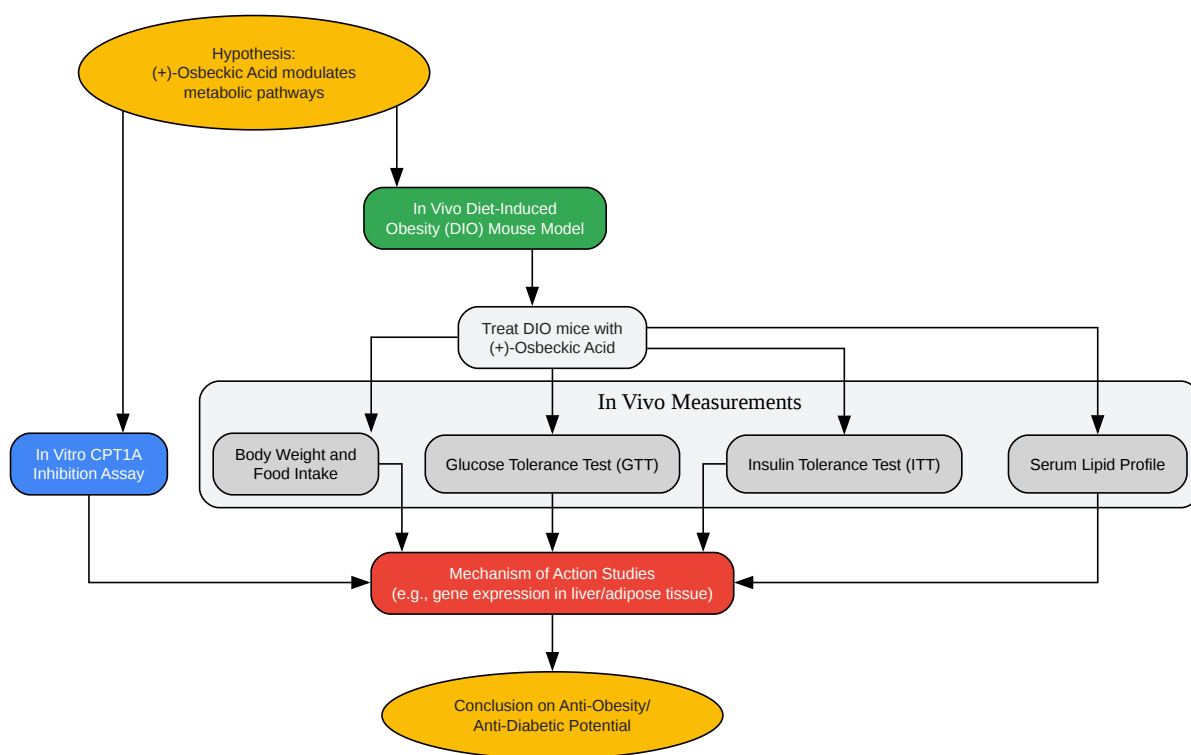 Hypothesis:
(+)-Osbeckic Acid modulates
metabolic pathways
In Vivo Diet-Induced
Obesity (DIO) Mouse Model
Treat DIO mice with
(+)-Osbeckic Acid
In Vivo Measurements
In Vitro CPT1A
Inhibition Assay
Body Weight and
Food Intake
Glucose Tolerance Test (GTT)
Insulin Tolerance Test (ITT)
Serum Lipid Profile
Mechanism of Action Studies
(e.g., gene expression in liver/adipose tissue)
Conclusion on Anti-Obesity/
Anti-Diabetic Potential